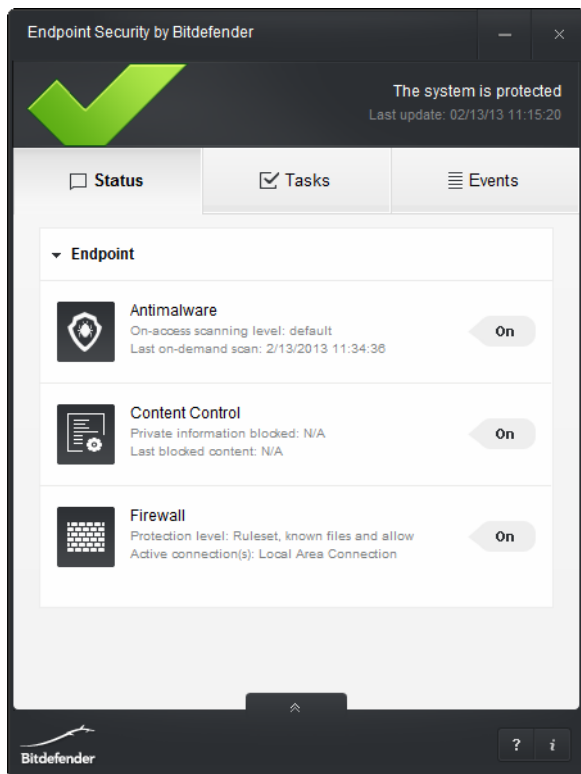 Endpoint Security by Bitdefender
The system is protected
Last update: 02/13/13 11:15:20
Status
Tasks
Events
Endpoint
Antimalware
On-access scanning level: default
Last on-demand scan: 2/13/2013 11:34:36
On
Content Control
Private information blocked: N/A
Last blocked content: N/A
On
Firewall
Protection level: Ruleset, known files and allow
Active connection(s): Local Area Connection
On
Bitdefender
? i